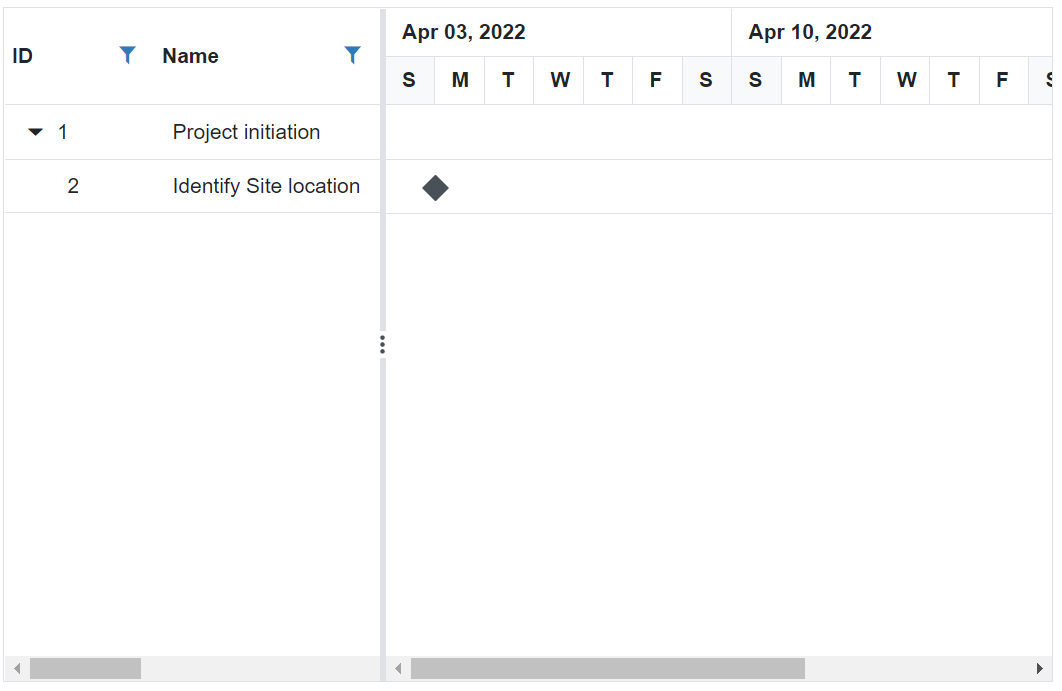 ID Name Apr 03, 2022 Apr 10, 2022
S M T W T F S S M T W T F S
1 Project initiation
2 Identify Site location